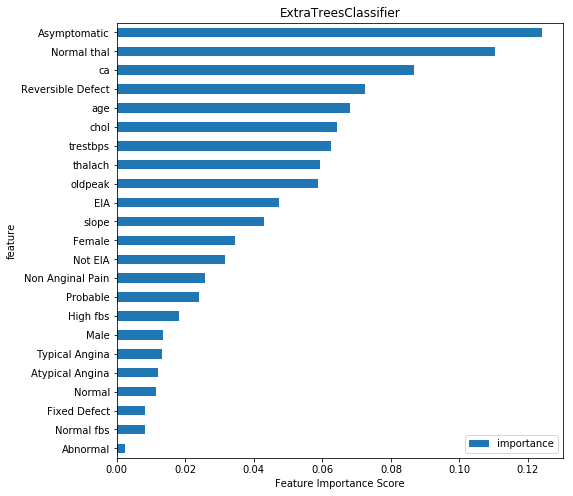 ExtraTreesClassifier
Asymptomatic
Normal thal
ca
Reversible Defect
age
chol
trestbps
thalach
oldpeak
EIA
slope
Female
Not EIA
Non Anginal Pain
Probable
High fbs
Male
Typical Angina
Atypical Angina
Normal
Fixed Defect
Normal fbs
Abnormal
feature
importance
0.00 0.02 0.04 0.06 0.08 0.10 0.12
Feature Importance Score